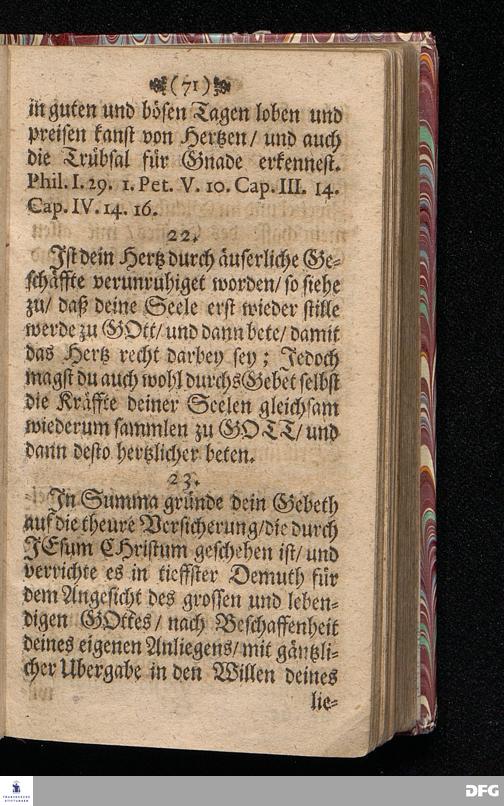 (71)
in guten und bösen Tagen loben und
preisen kanst von Hertzen/ und auch
die Trübsal für Gnade erkennest.
Phil. I. 29. 1. Pet. V. 10. Cap. III. 14.
Cap. IV. 14. 16.
22.
Ist dein Hertz durch äuserliche Ge-
schäffte verunruhiget worden/ so siehe
zu/ daß deine Seele erst wieder stille
werde zu GOtt/ und dann bete/ damit
das Hertz recht darbey sey; Jedoch
magst du auch wohl durchs Gebet selbst
die Kräffte deiner Seelen gleichsam
wiederum sammlen zu GOTT/ und
dann desto hertzlicher beten.
23.
In Summa gründe dein Gebeth
auf die theure Versicherung/ die durch
JEsum CHristum geschehen ist/ und
verrichte es in tieffster Demuth für
dem Angesicht des grossen und leben-
digen GOttes/ nach Beschaffenheit
deines eigenen Anliegens/ mit gäntzli-
cher Ubergabe in den Willen deines
lie-
FRANCKESCHE
STIFTUNGEN
DFG